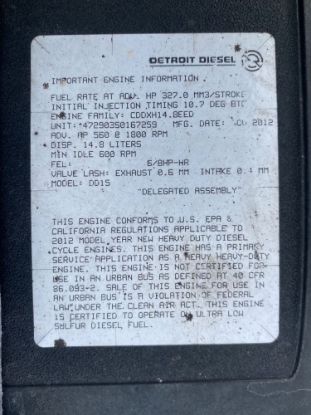 DETROIT DIESEL
IMPORTANT ENGINE INFORMATION
FUEL RATE AT ADV. HP 327.0 MM3/STROKE
INITIAL INJECTION TIMING 10.7 DEG BTC
ENGINE FAMILY: CDDXH14.8EED
UNIT: *47290350167259 MFG. DATE: 2012
ADV. AP 560 @ 1800 RPM
DISP. 14.8 LITERS
MIN IDLE 600 RPM
FEL: 6/BHP-HR
VALVE LASH: EXHAUST 0.6 MM INTAKE MM
MODEL: DD15
"DELEGATED ASSEMBLY"
THIS ENGINE CONFORMS TO U.S. EPA &
CALIFORNIA REGULATIONS APPLICABLE TO
2012 MODEL YEAR NEW HEAVY DUTY DIESEL
CYCLE ENGINES. THIS ENGINE HAS A PRIMARY
SERVICE APPLICATION AS A HEAVY HEAVY-DUTY
ENGINE. THIS ENGINE IS NOT CERTIFIED FOR
USE IN AN URBAN BUS AS DEFINED AT 40 CFR
86.093-2. SALE OF THIS ENGINE FOR USE IN
AN URBAN BUS IS A VIOLATION OF FEDERAL
LAW UNDER THE CLEAN AIR ACT. THIS ENGINE
IS CERTIFIED TO OPERATE ON ULTRA LOW
SULFUR DIESEL FUEL.